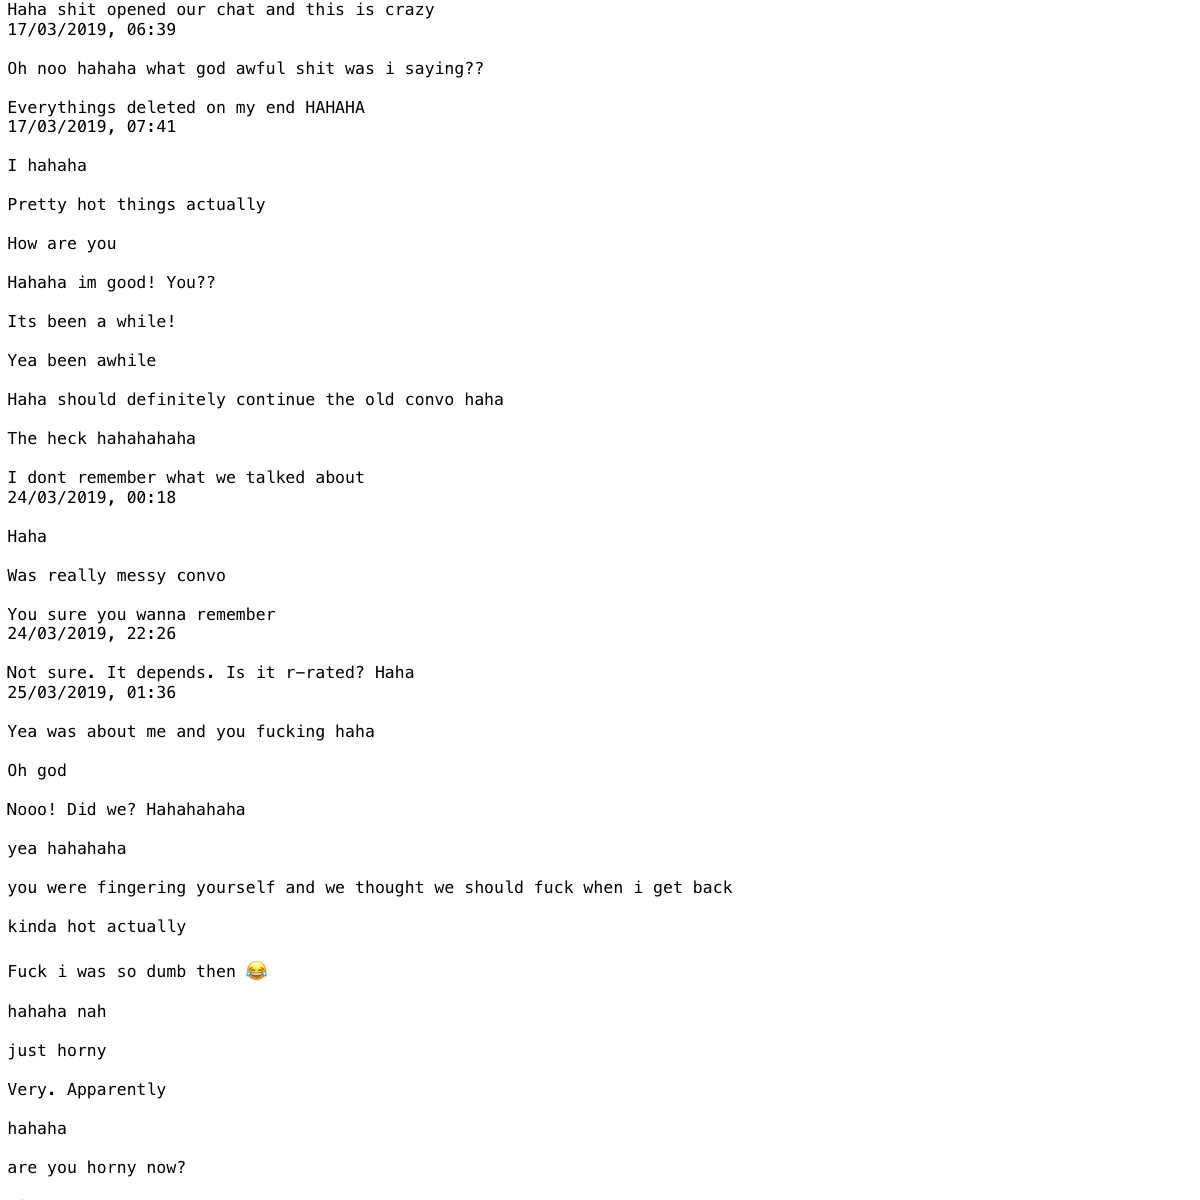 Haha shit opened our chat and this is crazy
17/03/2019, 06:39
Oh noo hahaha what god awful shit was i saying??
Everythings deleted on my end HAHAHA
17/03/2019, 07:41
I hahaha
Pretty hot things actually
How are you
Hahaha im good! You??
Its been a while!
Yea been awhile
Haha should definitely continue the old convo haha
The heck hahahahaha
I dont remember what we talked about
24/03/2019, 00:18
Haha
Was really messy convo
You sure you wanna remember
24/03/2019, 22:26
Not sure. It depends. Is it r-rated? Haha
25/03/2019, 01:36
Yea was about me and you fucking haha
Oh god
Nooo! Did we? Hahahahaha
yea hahahaha
you were fingering yourself and we thought we should fuck when i get back
kinda hot actually
Fuck i was so dumb then 😂
hahaha nah
just horny
Very. Apparently
hahaha
are you horny now?